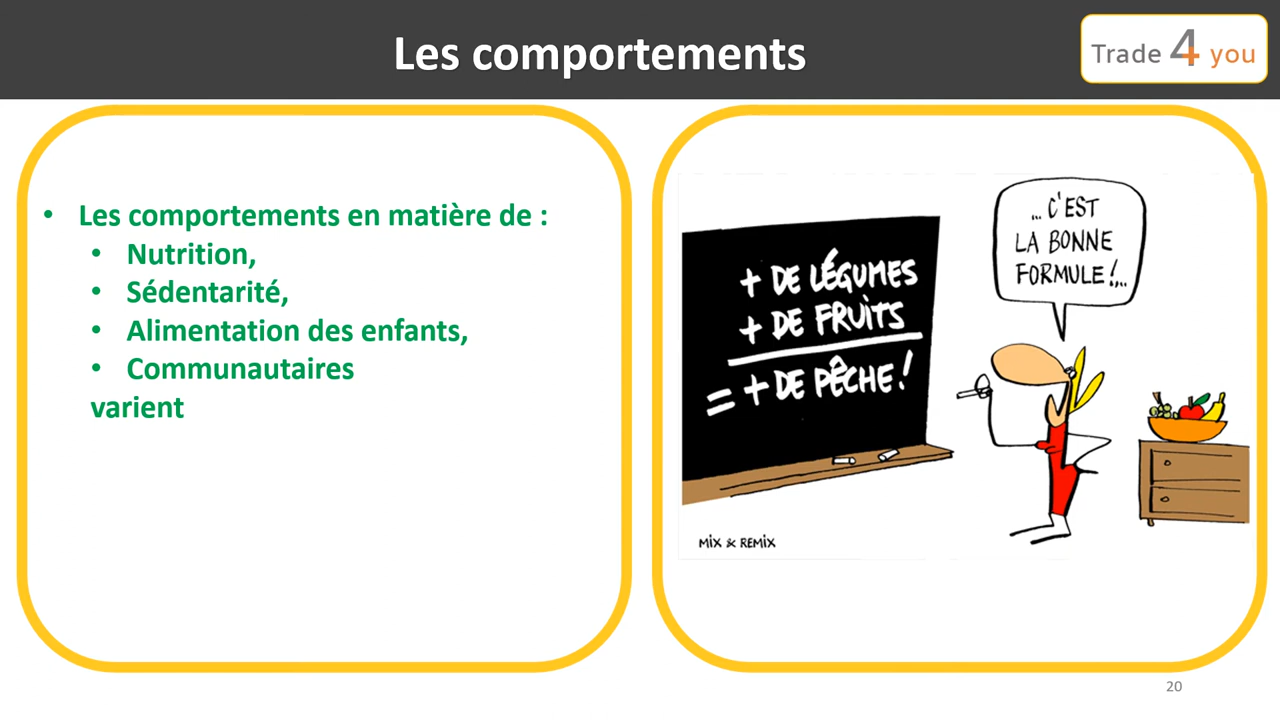 Les comportements
Trade 4 you
• Les comportements en matière de :
• Nutrition,
• Sédentarité,
• Alimentation des enfants,
• Communautaires
varient
+ DE LÉGUMES
+ DE FRUITS
= + DE PÊCHE !
... C'EST
LA BONNE
FORMULE !...
MIX & REMIX
20